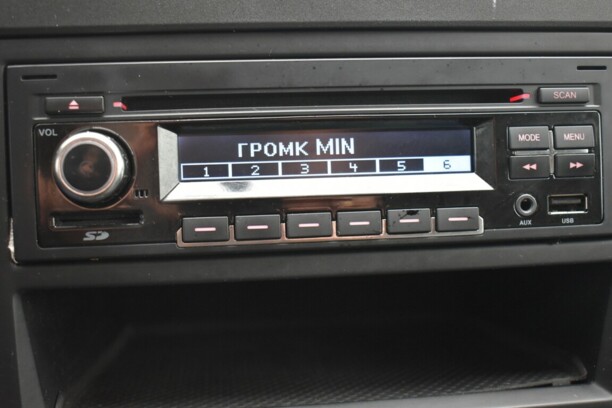 SCAN
VOL
ГРОМК MIN
1 2 3 4 5 6
MODE MENU
SD
AUX USB